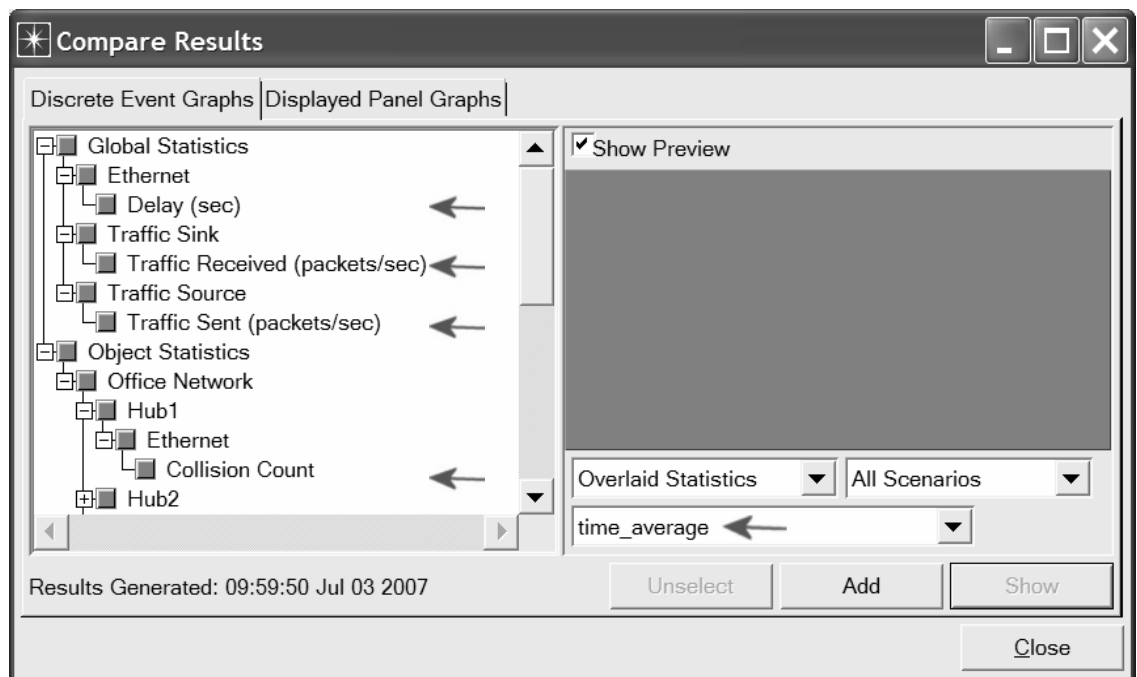 Compare Results
Discrete Event Graphs Displayed Panel Graphs
Global Statistics
Ethernet
Delay (sec)
Traffic Sink
Traffic Received (packets/sec)
Traffic Source
Traffic Sent (packets/sec)
Object Statistics
Office Network
Hub1
Ethernet
Collision Count
Hub2
Show Preview
Overlaid Statistics All Scenarios
time_average
Results Generated: 09:59:50 Jul 03 2007
Unselect Add Show
Close